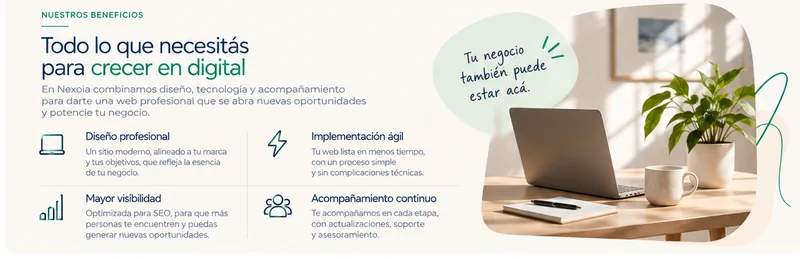 NUESTROS BENEFICIOS
Todo lo que necesitás
para crecer en digital
En Nexoia combinamos diseño, tecnología y acompañamiento
para darte una web profesional que se abra nuevas oportunidades
y potencie tu negocio.
Diseño profesional
Un sitio moderno, alineado a tu marca
y tus objetivos, que refleja la esencia
de tu negocio.
Implementación ágil
Tu web lista en menos tiempo,
con un proceso simple
y sin complicaciones técnicas.
Mayor visibilidad
Optimizada para SEO, para que más
personas te encuentren y puedas
generar nuevas oportunidades.
Acompañamiento continuo
Te acompañamos en cada etapa,
con actualizaciones, soporte
y asesoramiento.
Tu negocio
también puede
estar acá.